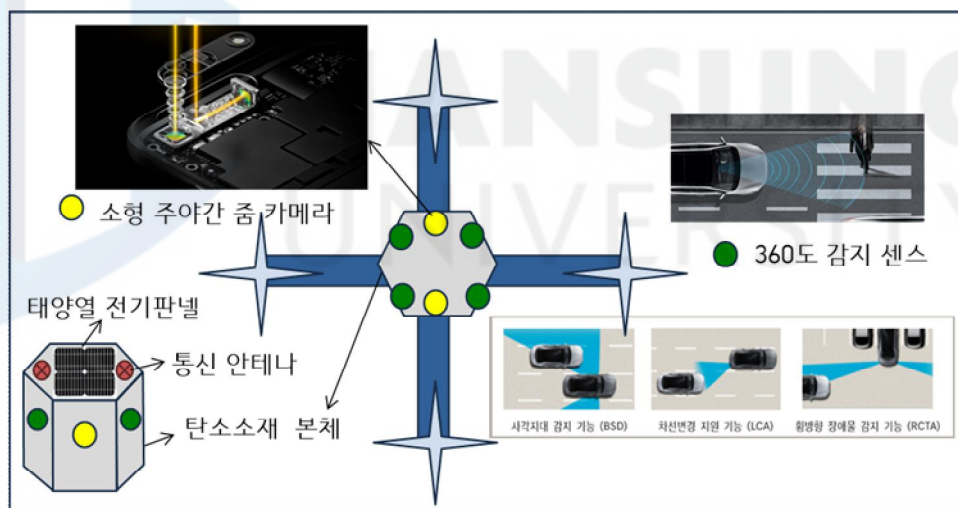 HANSUNG
UNIVERSITY
소형 주야간 줌 카메라
360도 감지 센스
태양열 전기판넬
통신 안테나
탄소소재 본체
사각지대 감지 기능 (BSD)
차선변경 지원 기능 (LCA)
횡방향 장애물 감지 기능 (RCTA)